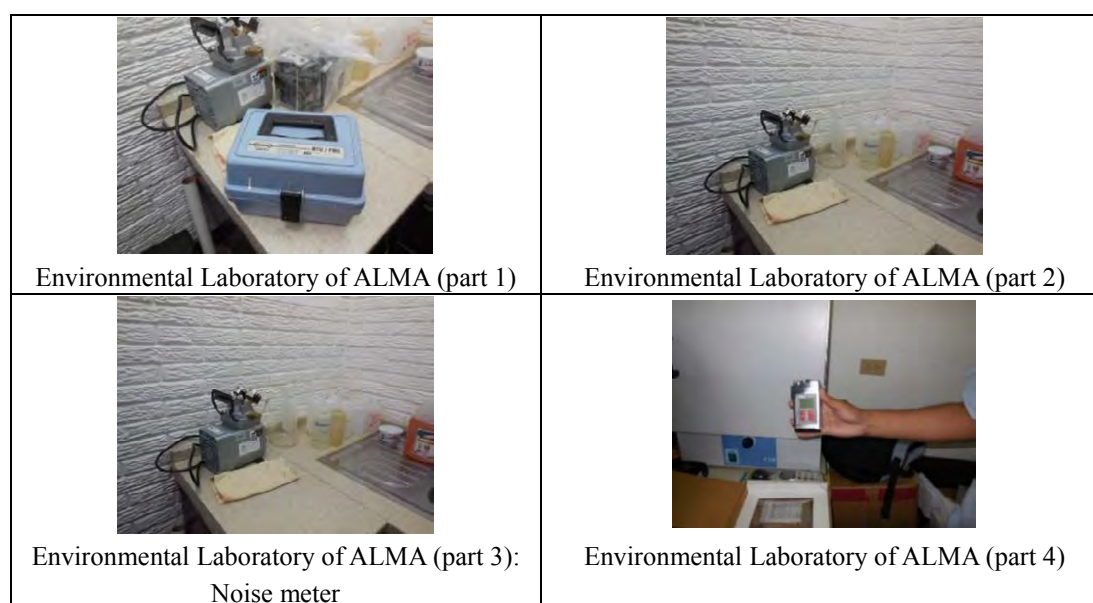 Environmental Laboratory of ALMA (part 1)
Environmental Laboratory of ALMA (part 2)
Environmental Laboratory of ALMA (part 3):
Noise meter
Environmental Laboratory of ALMA (part 4)